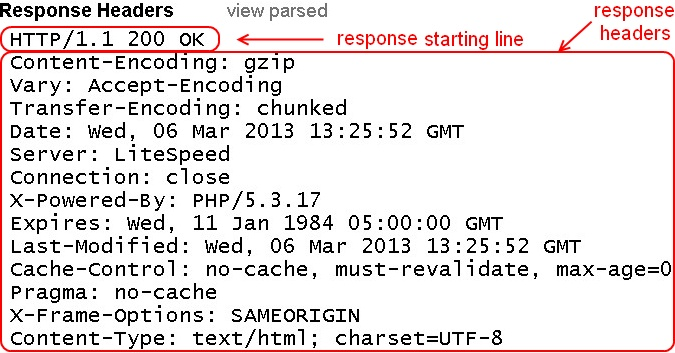 Response Headers view parsed
response headers
HTTP/1.1 200 OK
response starting line
Content-Encoding: gzip
Vary: Accept-Encoding
Transfer-Encoding: chunked
Date: Wed, 06 Mar 2013 13:25:52 GMT
Server: LiteSpeed
Connection: close
X-Powered-By: PHP/5.3.17
Expires: Wed, 11 Jan 1984 05:00:00 GMT
Last-Modified: Wed, 06 Mar 2013 13:25:52 GMT
Cache-Control: no-cache, must-revalidate, max-age=0
Pragma: no-cache
X-Frame-Options: SAMEORIGIN
Content-Type: text/html; charset=UTF-8